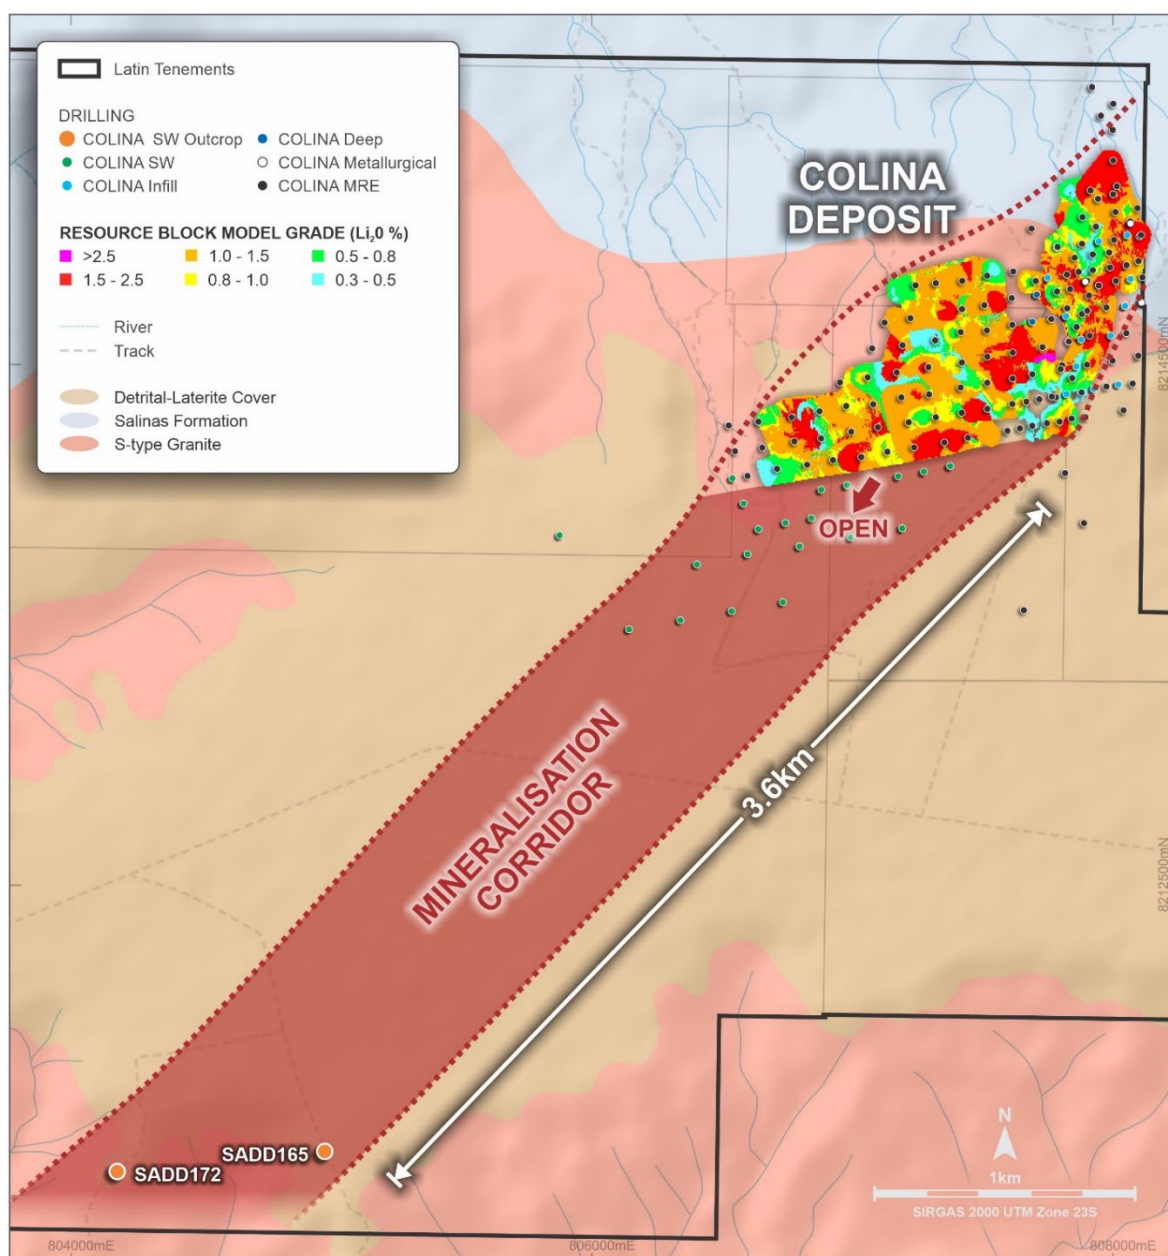 Latin Tenements
DRILLING
COLINA SW Outcrop
COLINA Deep
COLINA SW
COLINA Metallurgical
COLINA Infill
COLINA MRE
RESOURCE BLOCK MODEL GRADE (Li₂0 %)
>2.5
1.0 - 1.5
0.5 - 0.8
1.5 - 2.5
0.8 - 1.0
0.3 - 0.5
River
Track
Detrital-Laterite Cover
Salinas Formation
S-type Granite
COLINA
DEPOSIT
8214500mN
OPEN
3.6km
MINERALISATION
CORRIDOR
8212500mN
SADD165
SADD172
N
1km
SIRGAS 2000 UTM Zone 23S
804000mE
806000mE
808000mE